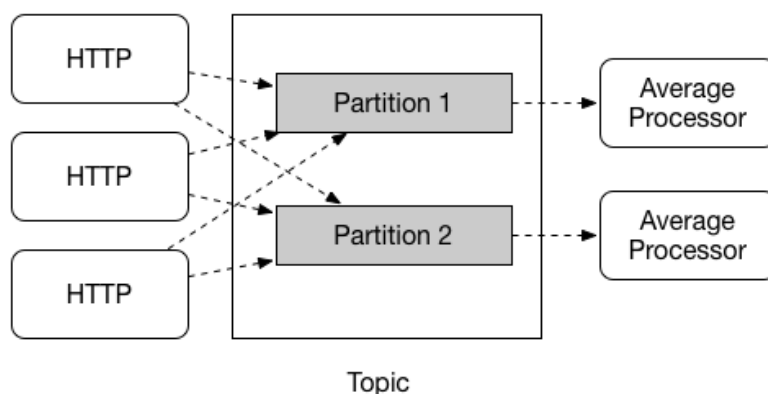 HTTP
HTTP
HTTP
Partition 1
Partition 2
Average
Processor
Average
Processor
Topic